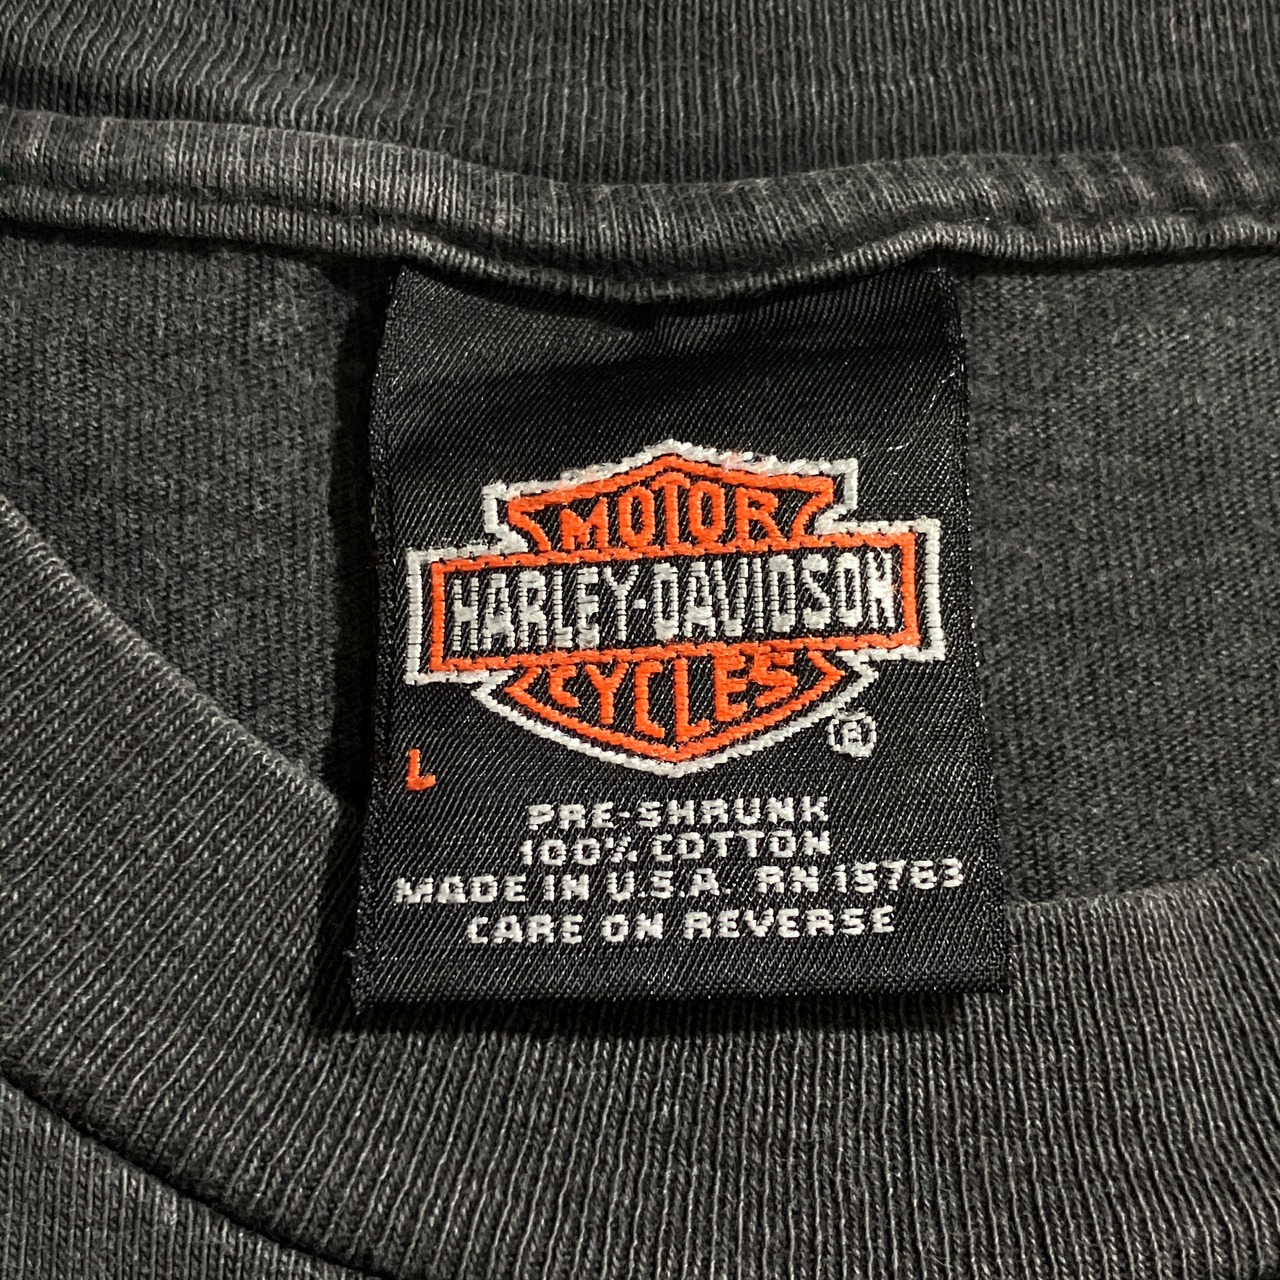 MOTOR
HARLEY-DAVIDSON
CYCLES
®
L
PRE-SHRUNK
100% COTTON
MADE IN U.S.A. RN 15763
CARE ON REVERSE